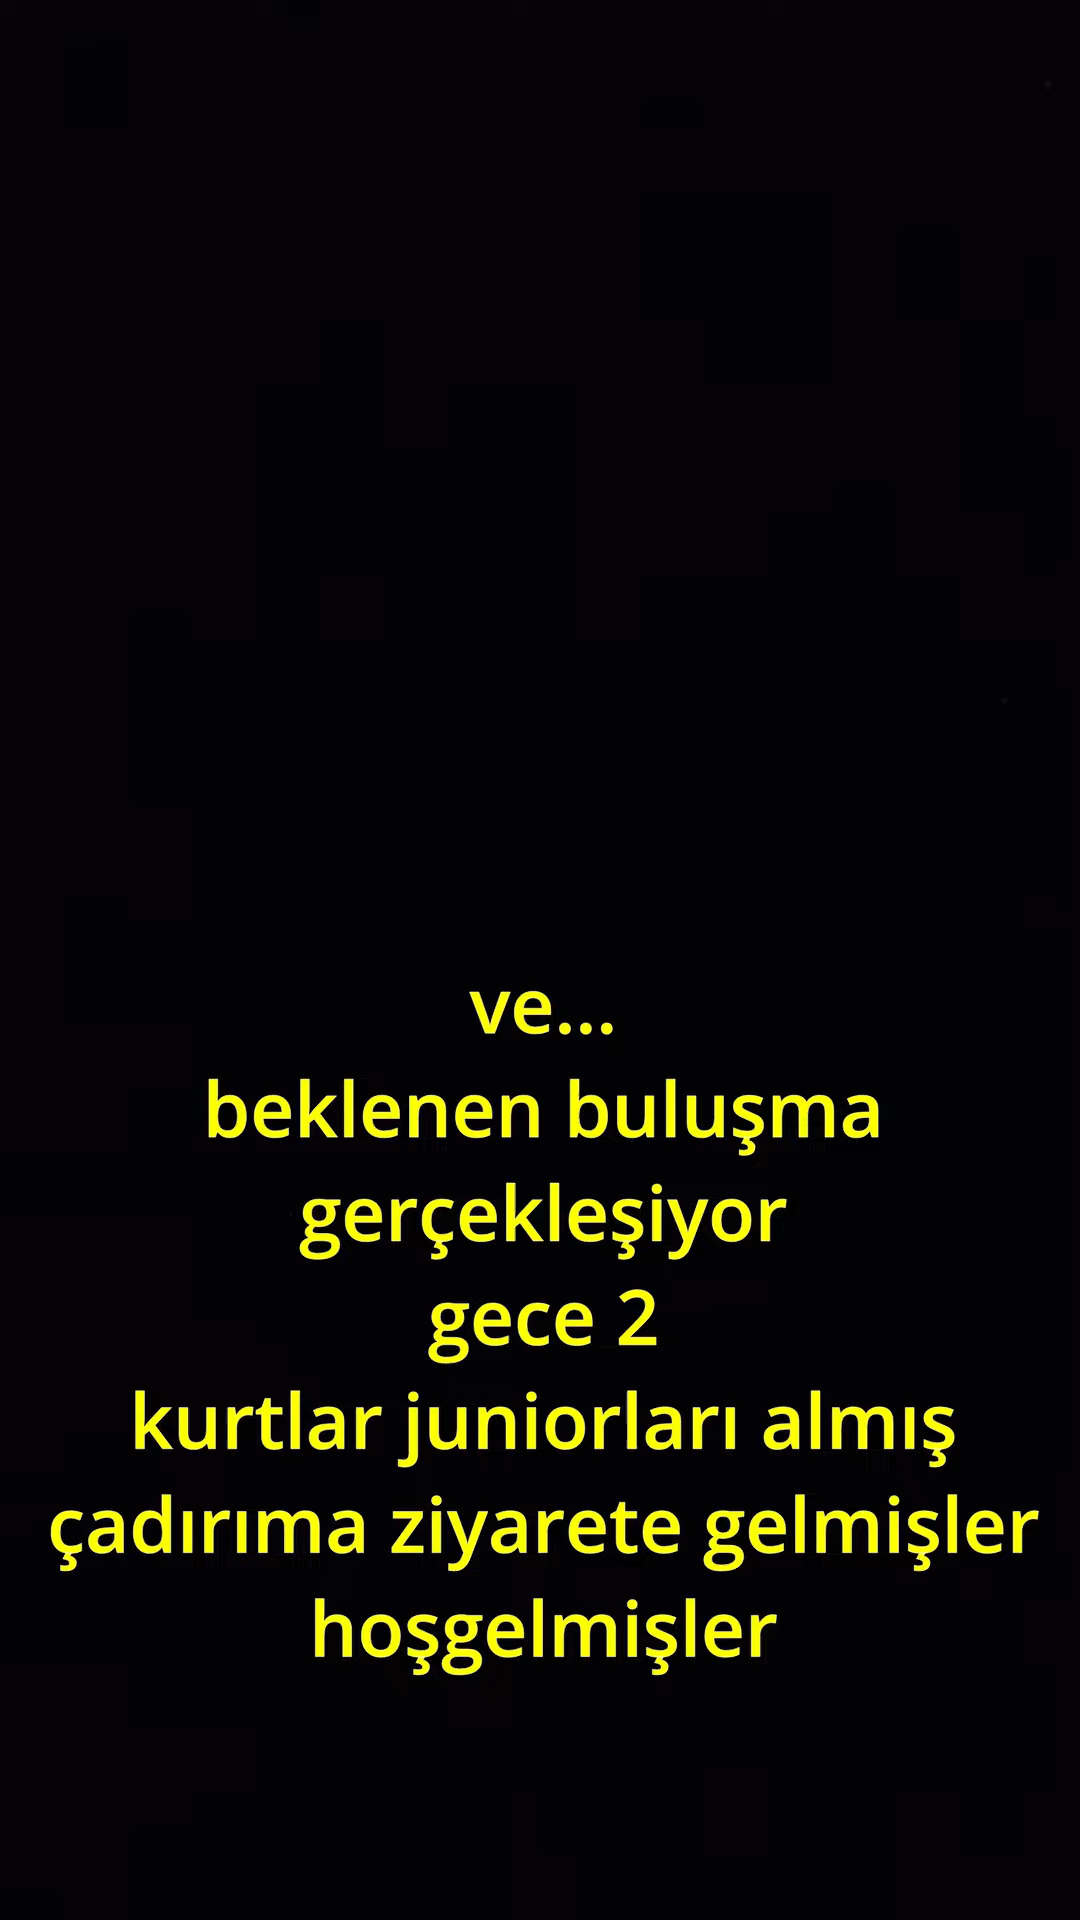 ve...
beklenen buluşma
gerçekleşiyor
gece 2
kurtlar juniorları almış
çadırıma ziyarete gelmişler
hoşgelmişler